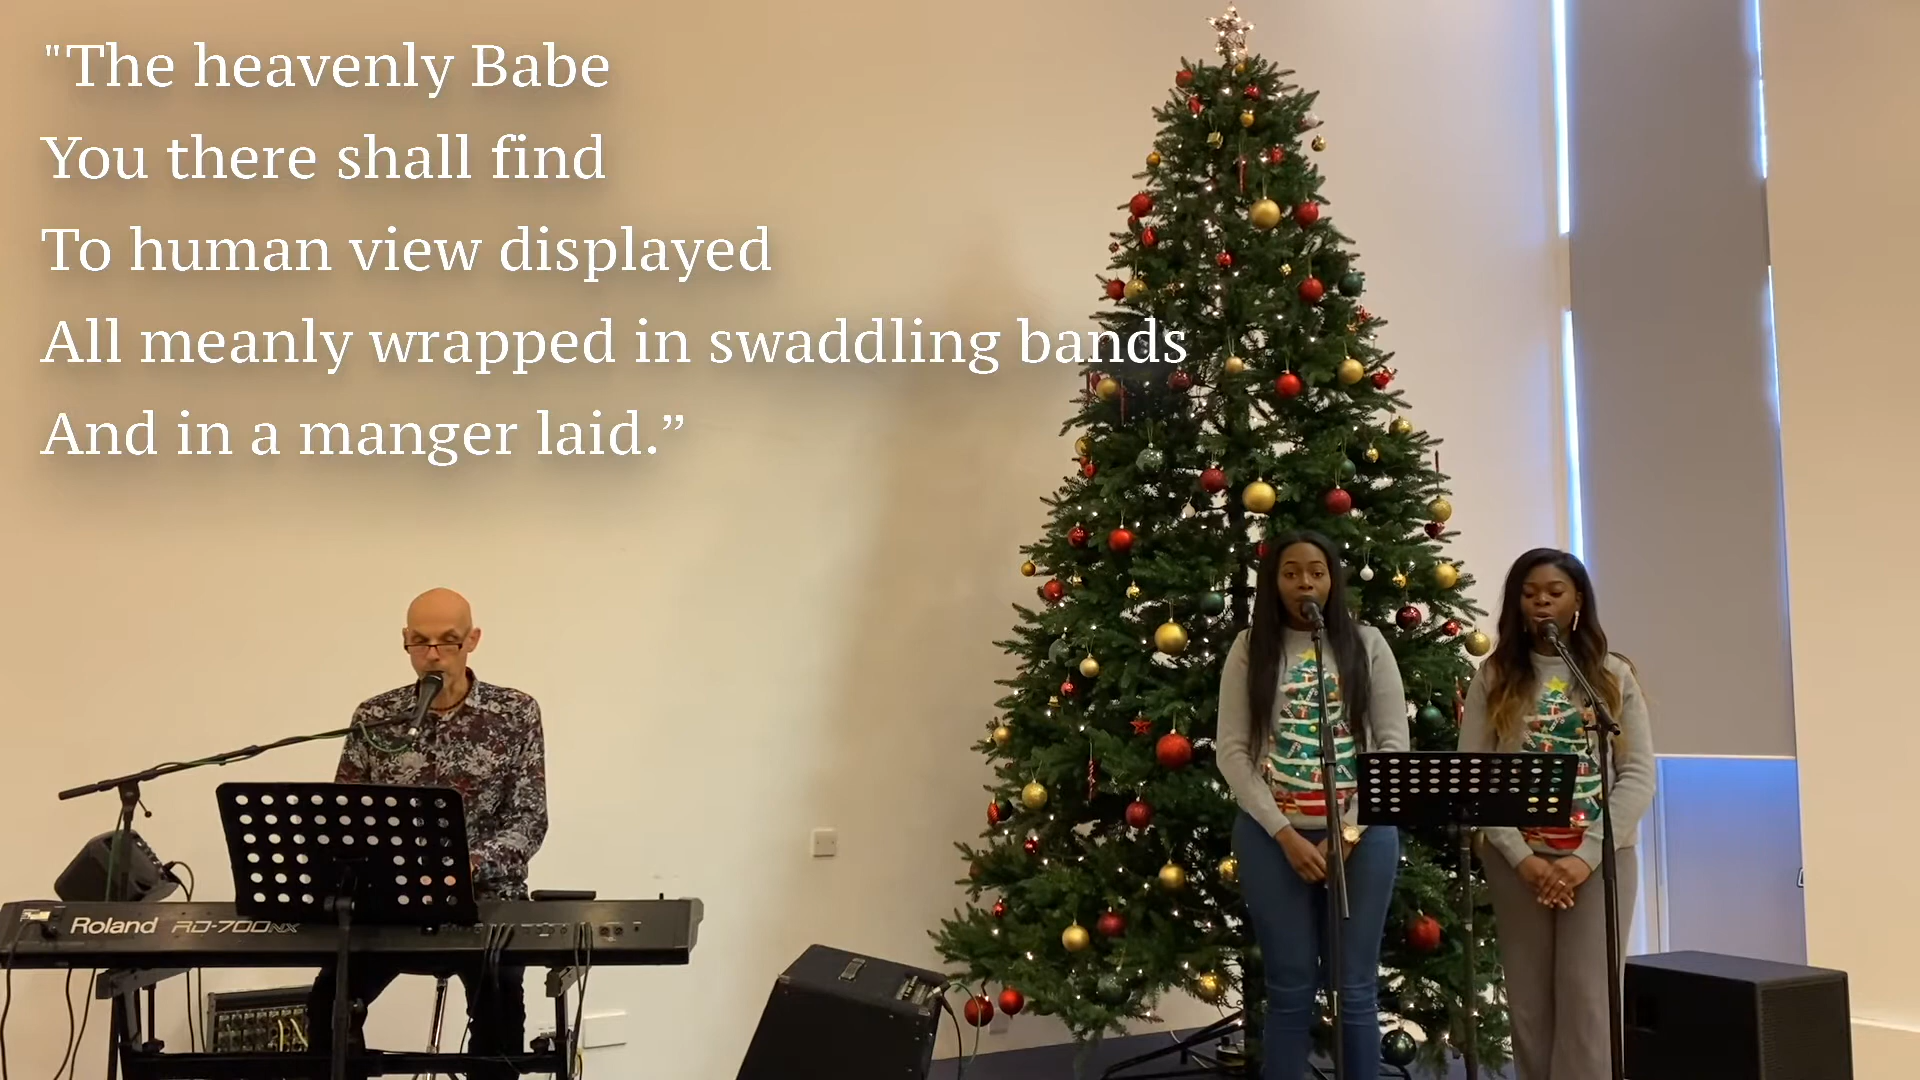 "The heavenly Babe
You there shall find
To human view displayed
All meanly wrapped in swaddling bands
And in a manger laid.”
Roland RD-700NX